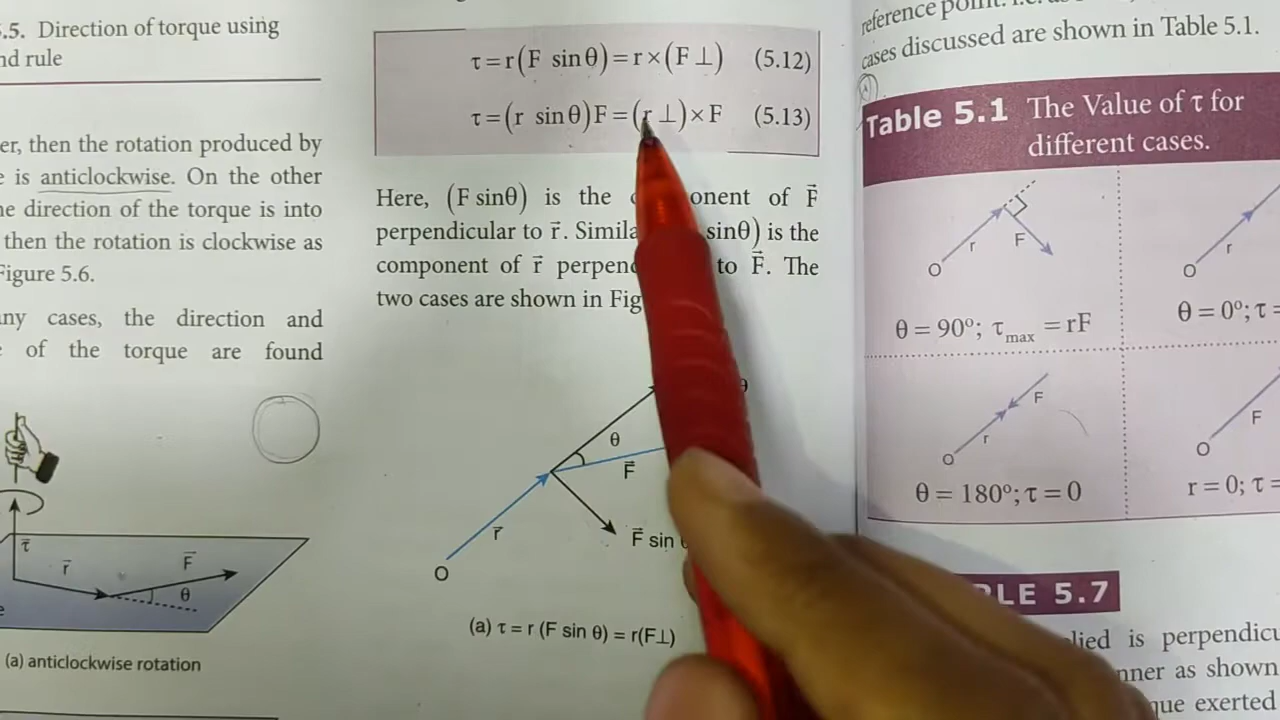 .5. Direction of torque using
nd rule
er, then the rotation produced by
e is anticlockwise. On the other
ne direction of the torque is into
then the rotation is clockwise as
Figure 5.6.
ny cases, the direction and
of the torque are found
τ⃗
r⃗
F⃗
θ
(a) anticlockwise rotation
τ=r(F sinθ)=r×(F⊥) (5.12)
τ=(r sinθ)F=(r⊥)×F (5.13)
Here, (F sinθ) is the onent of F⃗
perpendicular to r⃗. Simila sinθ) is the
component of r⃗ perpen to F⃗. The
two cases are shown in Fig
θ
F⃗
r⃗
F⃗ sin
O
(a) τ = r (F sin θ) = r(F⊥)
reference point.
cases discussed are shown in Table 5.1.
Table 5.1 The Value of τ for
different cases.
O r F
θ = 90°; τmax = rF
O r
θ = 0°; τ =
O r F
θ = 180°; τ = 0
O F
r = 0; τ =
LE 5.7
lied is perpendicu
nner as shown
que exerted